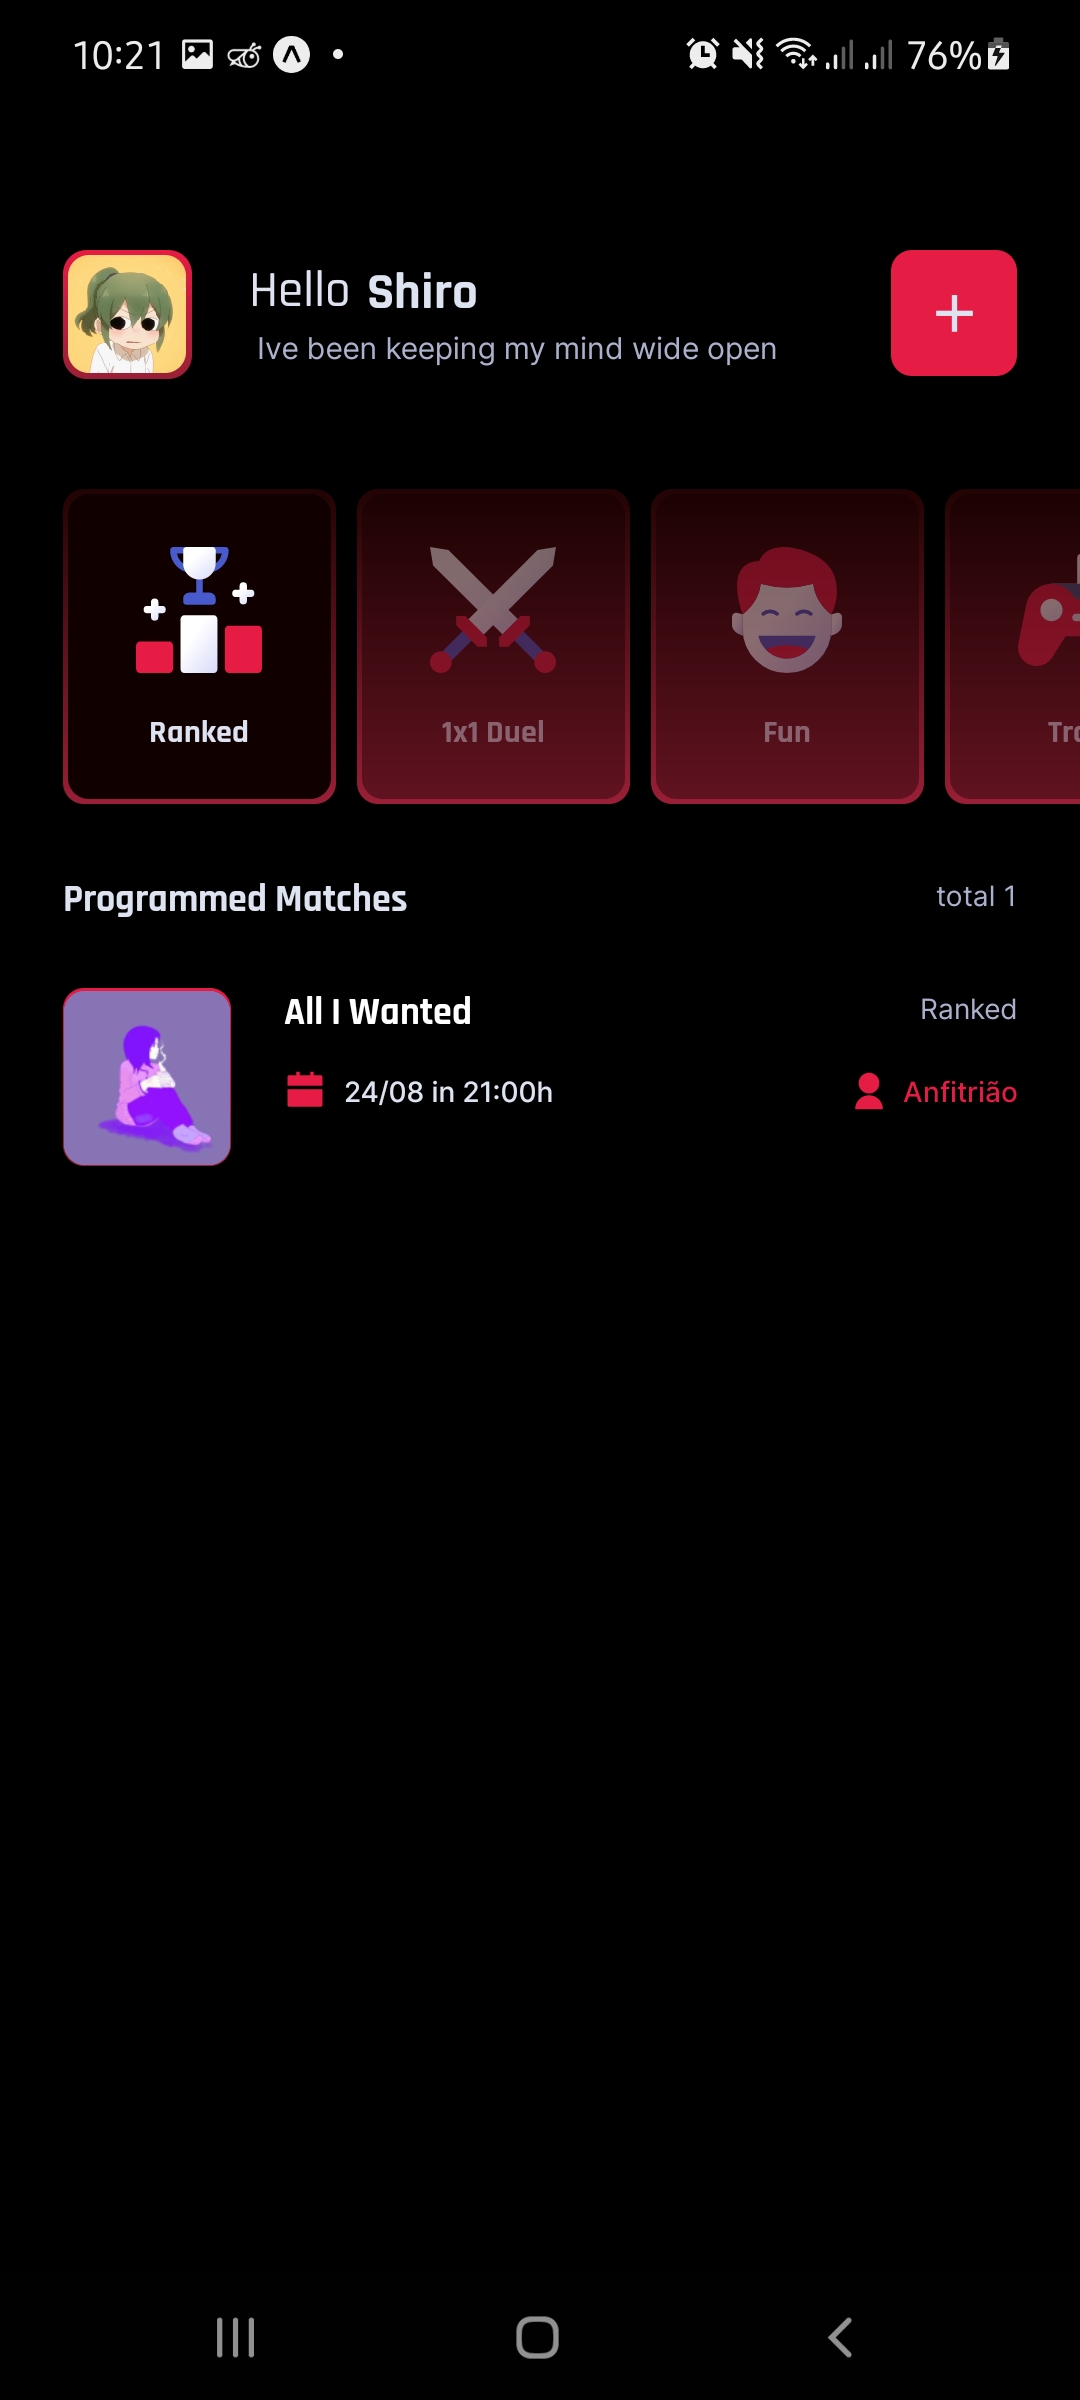 10:21 76%
Hello Shiro
Ive been keeping my mind wide open
Ranked 1x1 Duel Fun Tra
Programmed Matches total 1
All I Wanted Ranked
24/08 in 21:00h Anfitrião